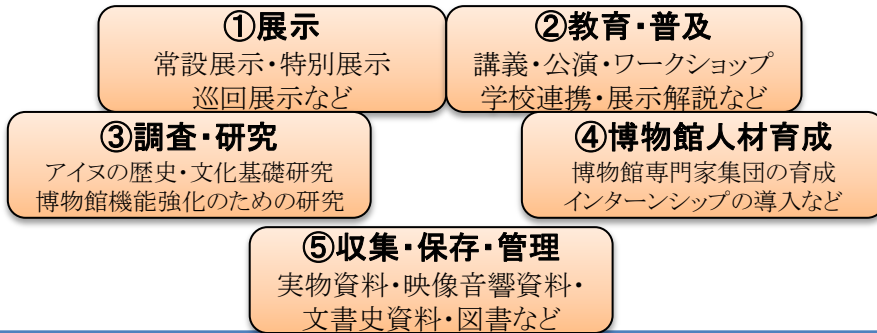 ①展示
常設展示・特別展示
巡回展示など
②教育・普及
講義・公演・ワークショップ
学校連携・展示解説など
③調査・研究
アイヌの歴史・文化基礎研究
博物館機能強化のための研究
④博物館人材育成
博物館専門家集団の育成
インターンシップの導入など
⑤収集・保存・管理
実物資料・映像音響資料・
文書史資料・図書など